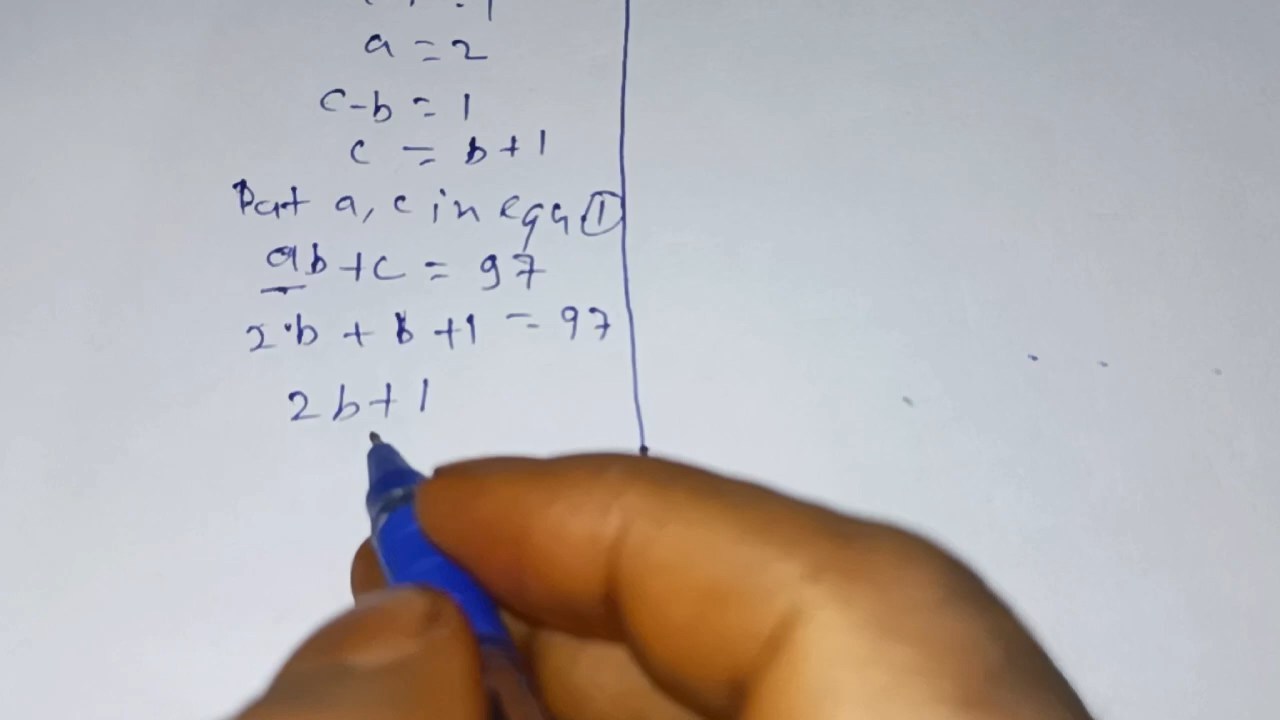 a = 2
c-b = 1
c = b+1
Put a, c in eqn ①
ab+c = 97
2·b + b +1 = 97
2b+1